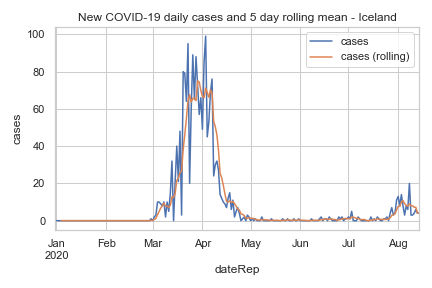 New COVID-19 daily cases and 5 day rolling mean - Iceland
cases
cases (rolling)
100
80
60
40
20
0
cases
Jan Feb Mar Apr May Jun Jul Aug
2020
dateRep